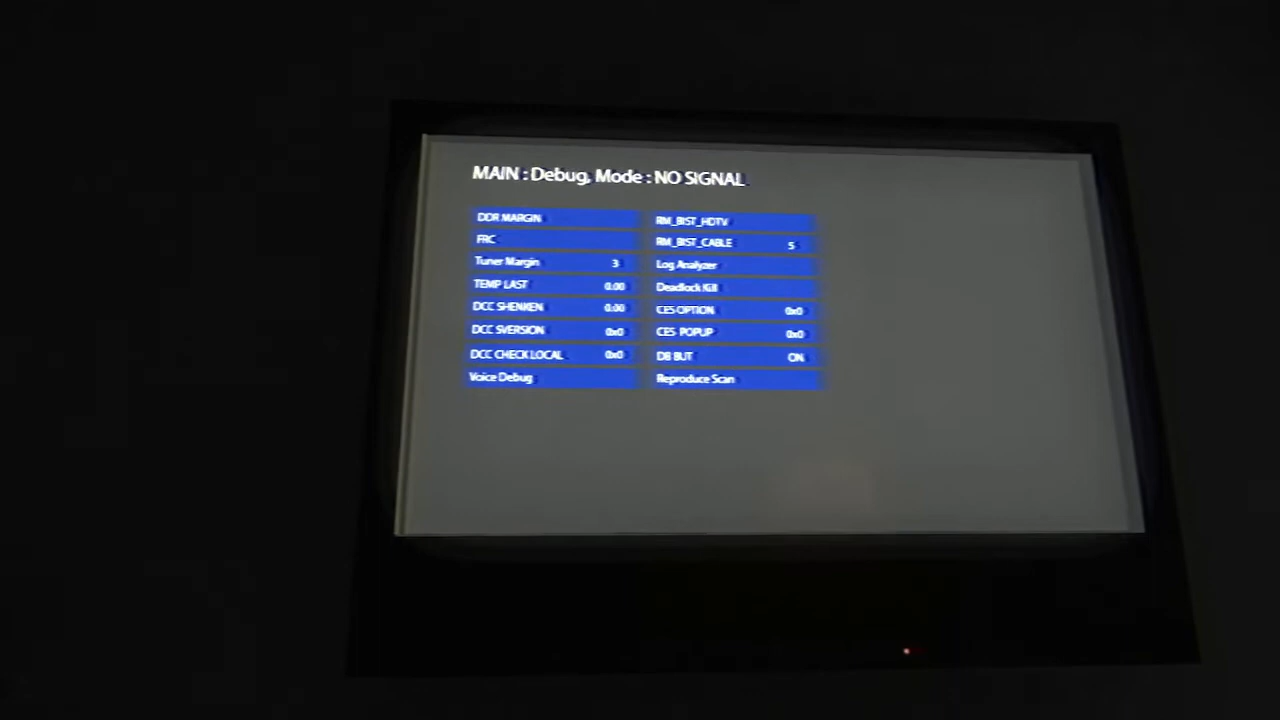 MAIN : Debug, Mode : NO SIGNAL
DDR MARGIN
FRC
Tuner Margin 3
TEMP LAST 0.00
DCC SHENKEN 0.00
DCC SVERSION 0x0
DCC CHECK LOCAL 0x0
Voice Debug
RM_BIST_HDTV
RM_BIST_CABLE 5
Log Analyzer
Deadlock Kill
CES OPTION 0x0
CES POPUP 0x0
DB BUT ON
Reproduce Scan